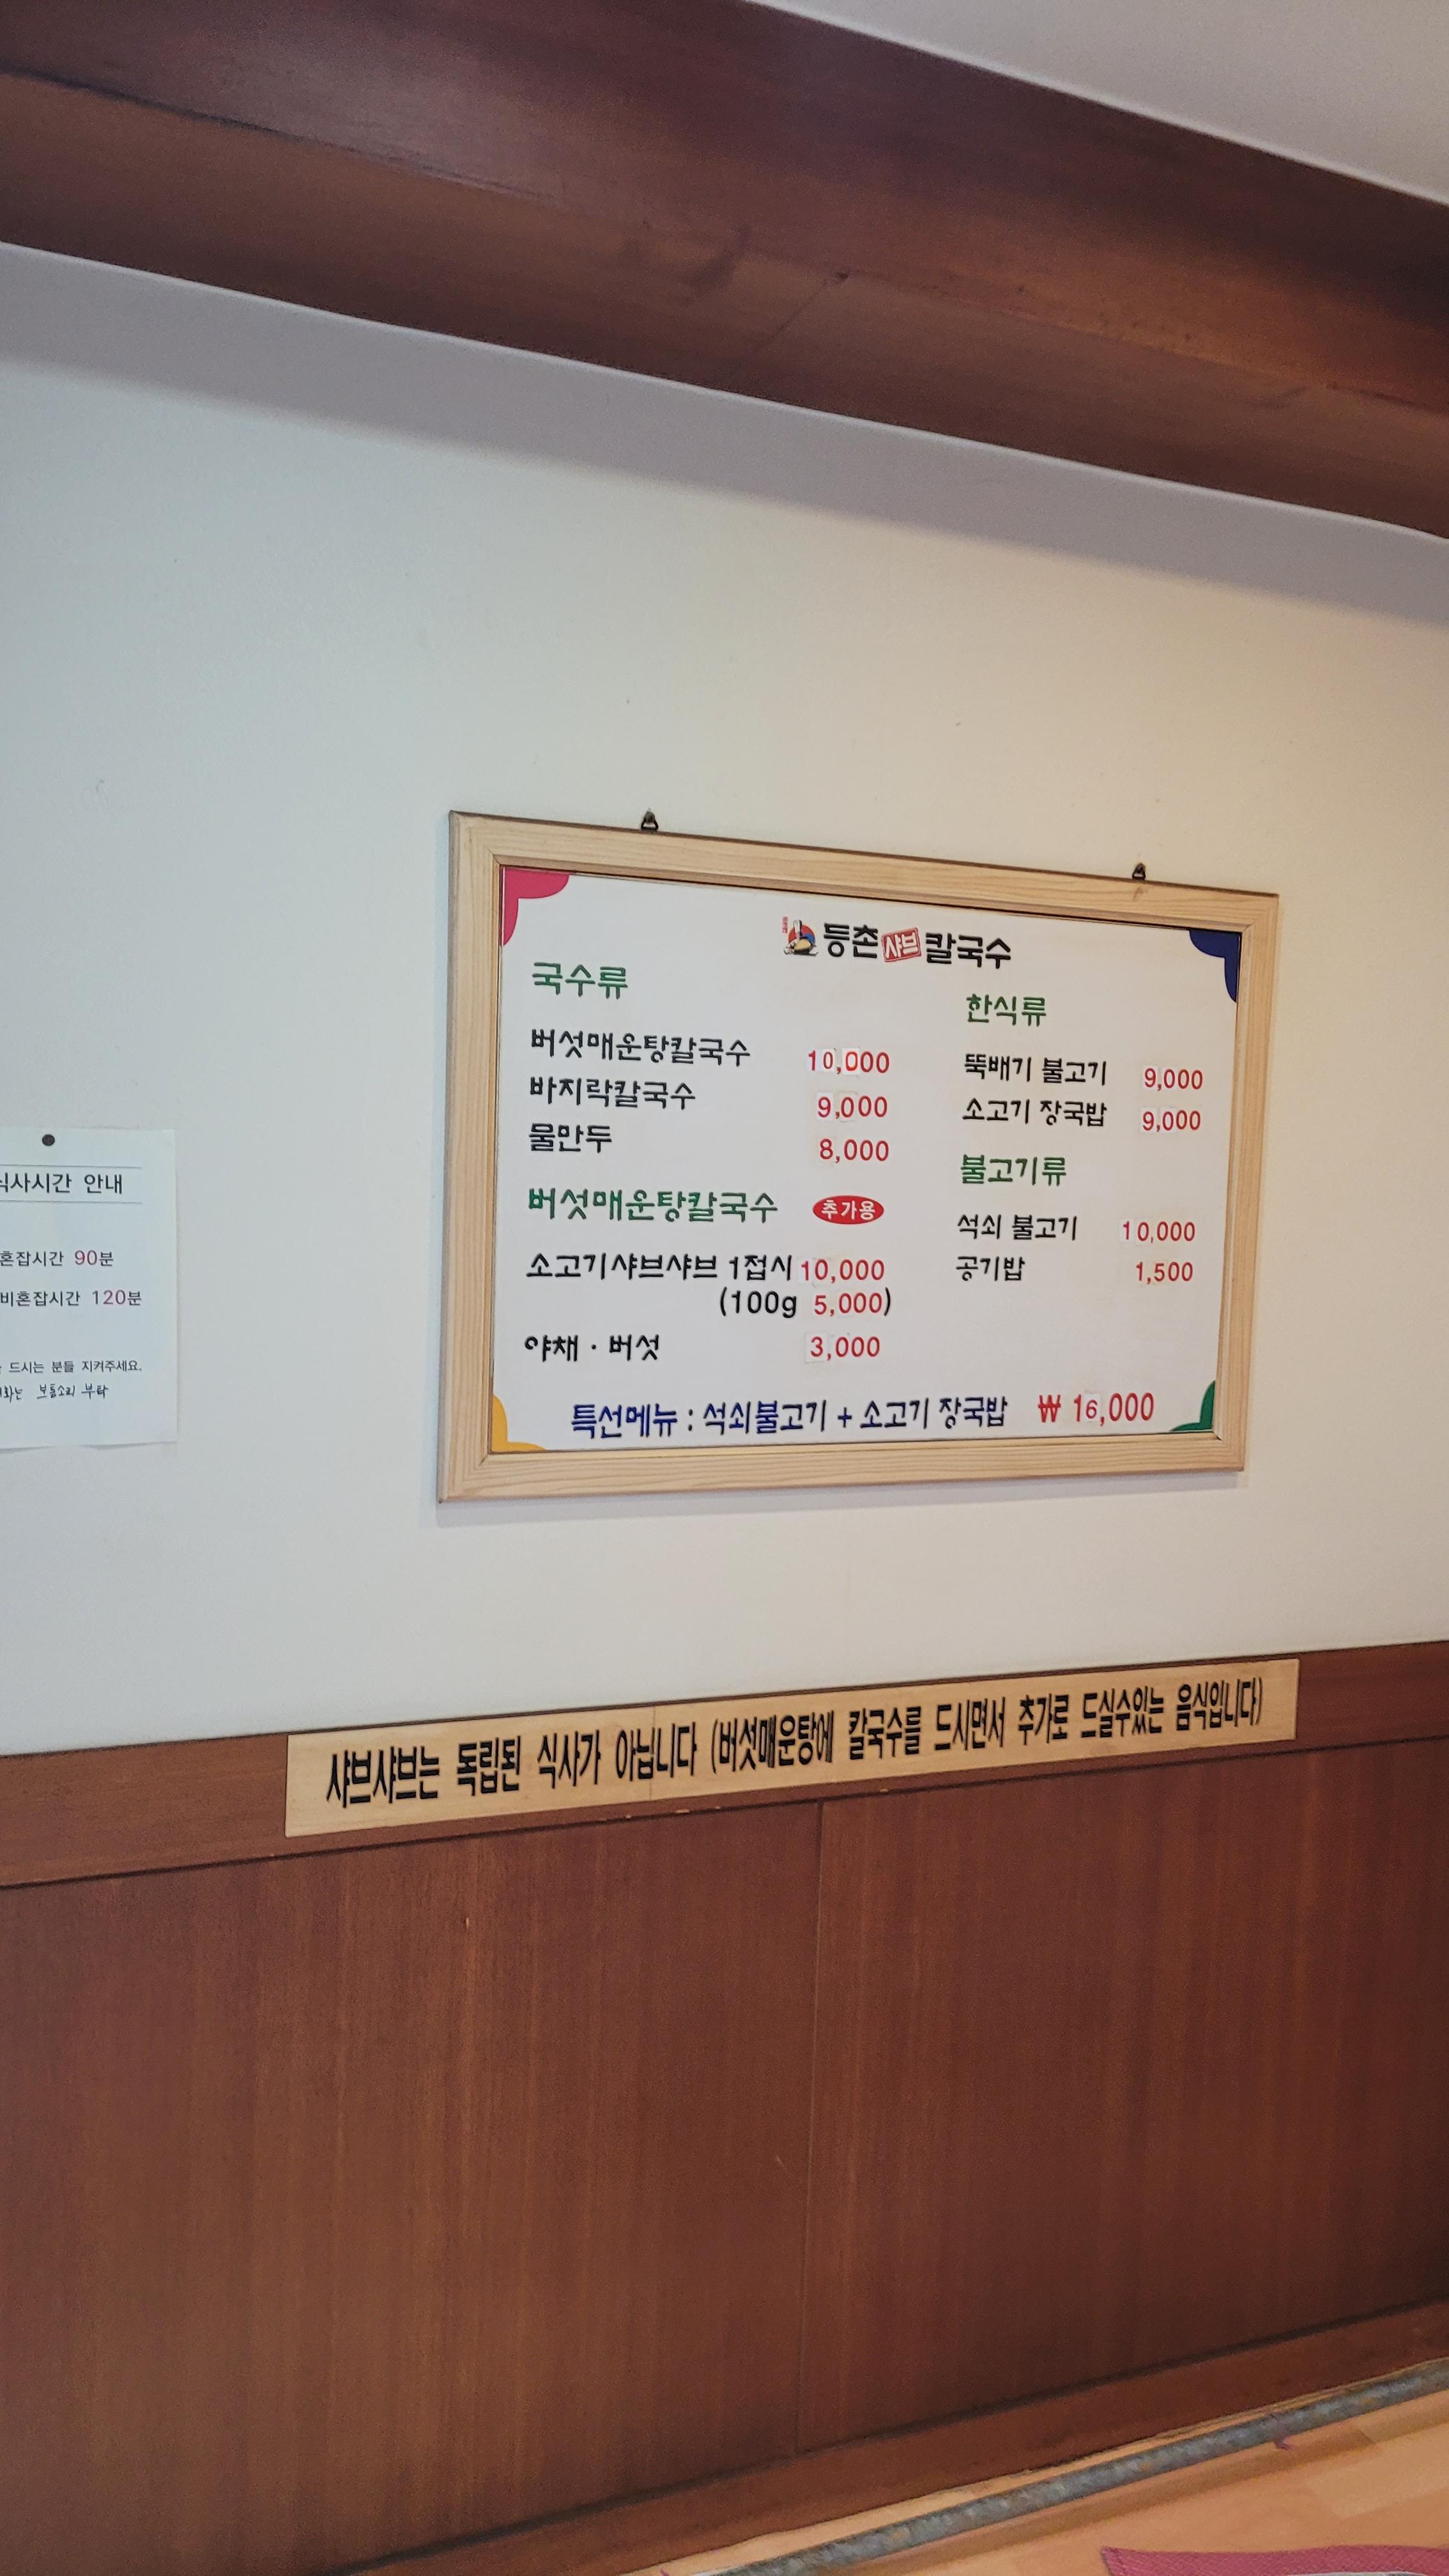 등촌샤브칼국수
국수류
버섯매운탕칼국수 10,000
바지락칼국수 9,000
물만두 8,000
버섯매운탕칼국수 추가용
소고기샤브샤브 1접시 10,000
(100g 5,000)
야채·버섯 3,000
한식류
뚝배기 불고기 9,000
소고기 장국밥 9,000
불고기류
석쇠 불고기 10,000
공기밥 1,500
특선메뉴 : 석쇠불고기 + 소고기 장국밥 ₩ 16,000
식사시간 안내
혼잡시간 90분
비혼잡시간 120분
드시는 분들 지켜주세요.
부탁
샤브샤브는 독립된 식사가 아닙니다 (버섯매운탕에 칼국수를 드시면서 추가로 드실수있는 음식입니다)